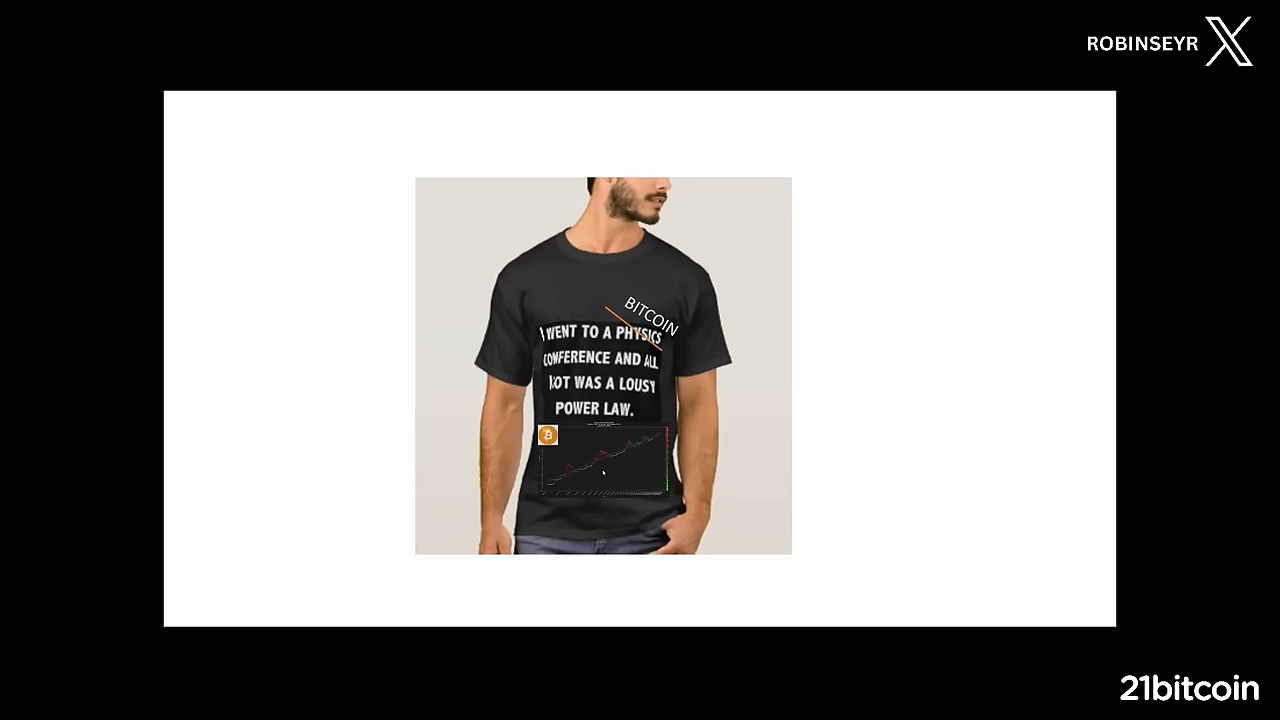 ROBINSEYR
BITCOIN
I WENT TO A PHYSICS
CONFERENCE AND ALL
I GOT WAS A LOUSY
POWER LAW.
21bitcoin